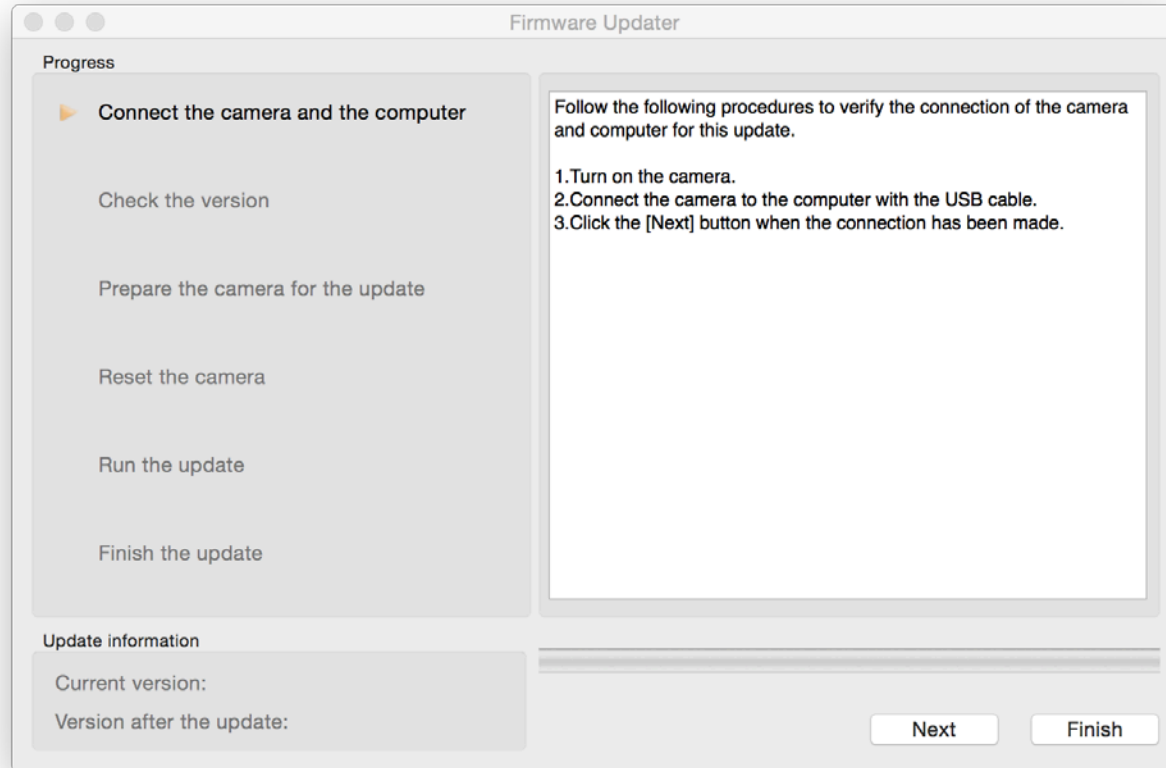 Firmware Updater
Progress
Connect the camera and the computer
Check the version
Prepare the camera for the update
Reset the camera
Run the update
Finish the update
Follow the following procedures to verify the connection of the camera
and computer for this update.
1.Turn on the camera.
2.Connect the camera to the computer with the USB cable.
3.Click the [Next] button when the connection has been made.
Update information
Current version:
Version after the update:
Next
Finish